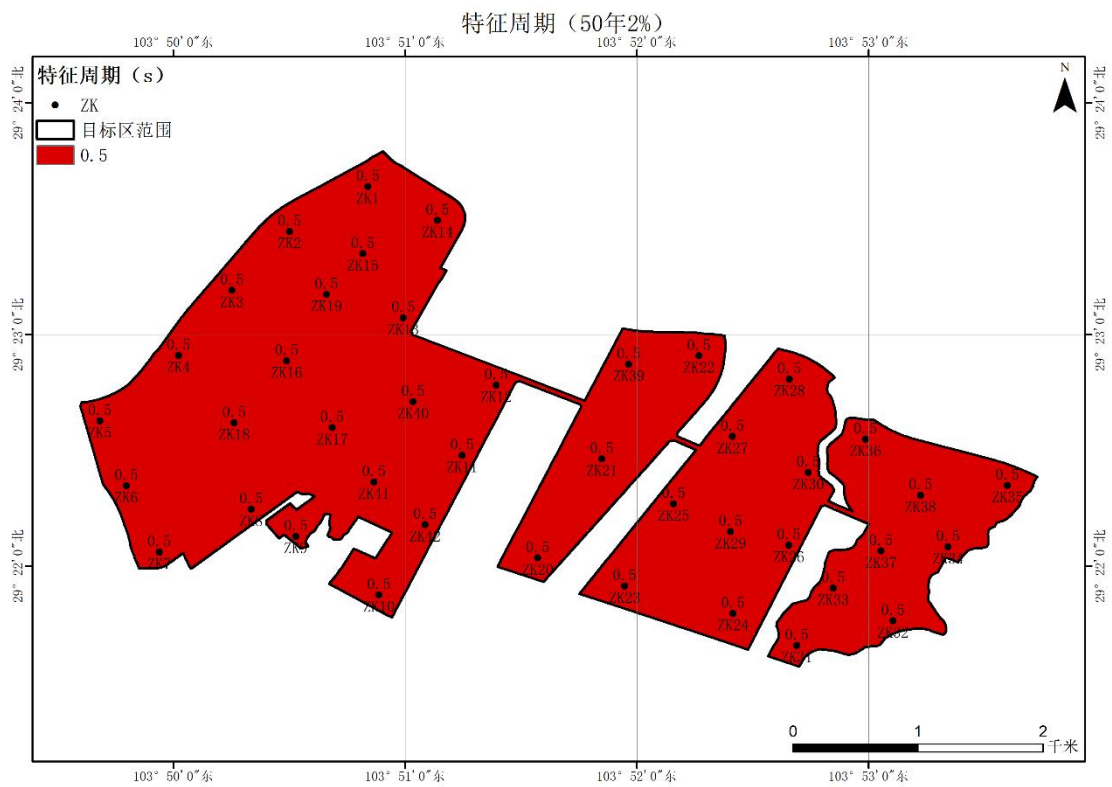 特征周期（50年2%）
103° 50'0"东
103° 51'0"东
103° 52'0"东
103° 53'0"东
特征周期（s）
ZK
目标区范围
0.5
N
29° 24'0"北
29° 24'0"北
0.5
ZK1
0.5
ZK14
0.5
ZK2
0.5
ZK15
0.5
ZK3
0.5
ZK19
0.5
ZK13
29° 23'0"北
29° 23'0"北
0.5
ZK4
0.5
ZK16
0.5
ZK39
0.5
ZK22
0.5
ZK12
0.5
ZK28
0.5
ZK40
0.5
ZK5
0.5
ZK18
0.5
ZK17
0.5
ZK27
0.5
ZK36
0.5
ZK11
0.5
ZK21
0.5
ZK30
0.5
ZK6
0.5
ZK41
0.5
ZK35
0.5
ZK38
0.5
ZK8
0.5
ZK25
0.5
ZK42
0.5
ZK9
0.5
ZK29
0.5
ZK26
0.5
ZK37
0.5
ZK34
0.5
ZK7
0.5
ZK20
29° 22'0"北
29° 22'0"北
0.5
ZK10
0.5
ZK23
0.5
ZK33
0.5
ZK24
0.5
ZK32
0.5
ZK31
0
1
2
千米
103° 50'0"东
103° 51'0"东
103° 52'0"东
103° 53'0"东